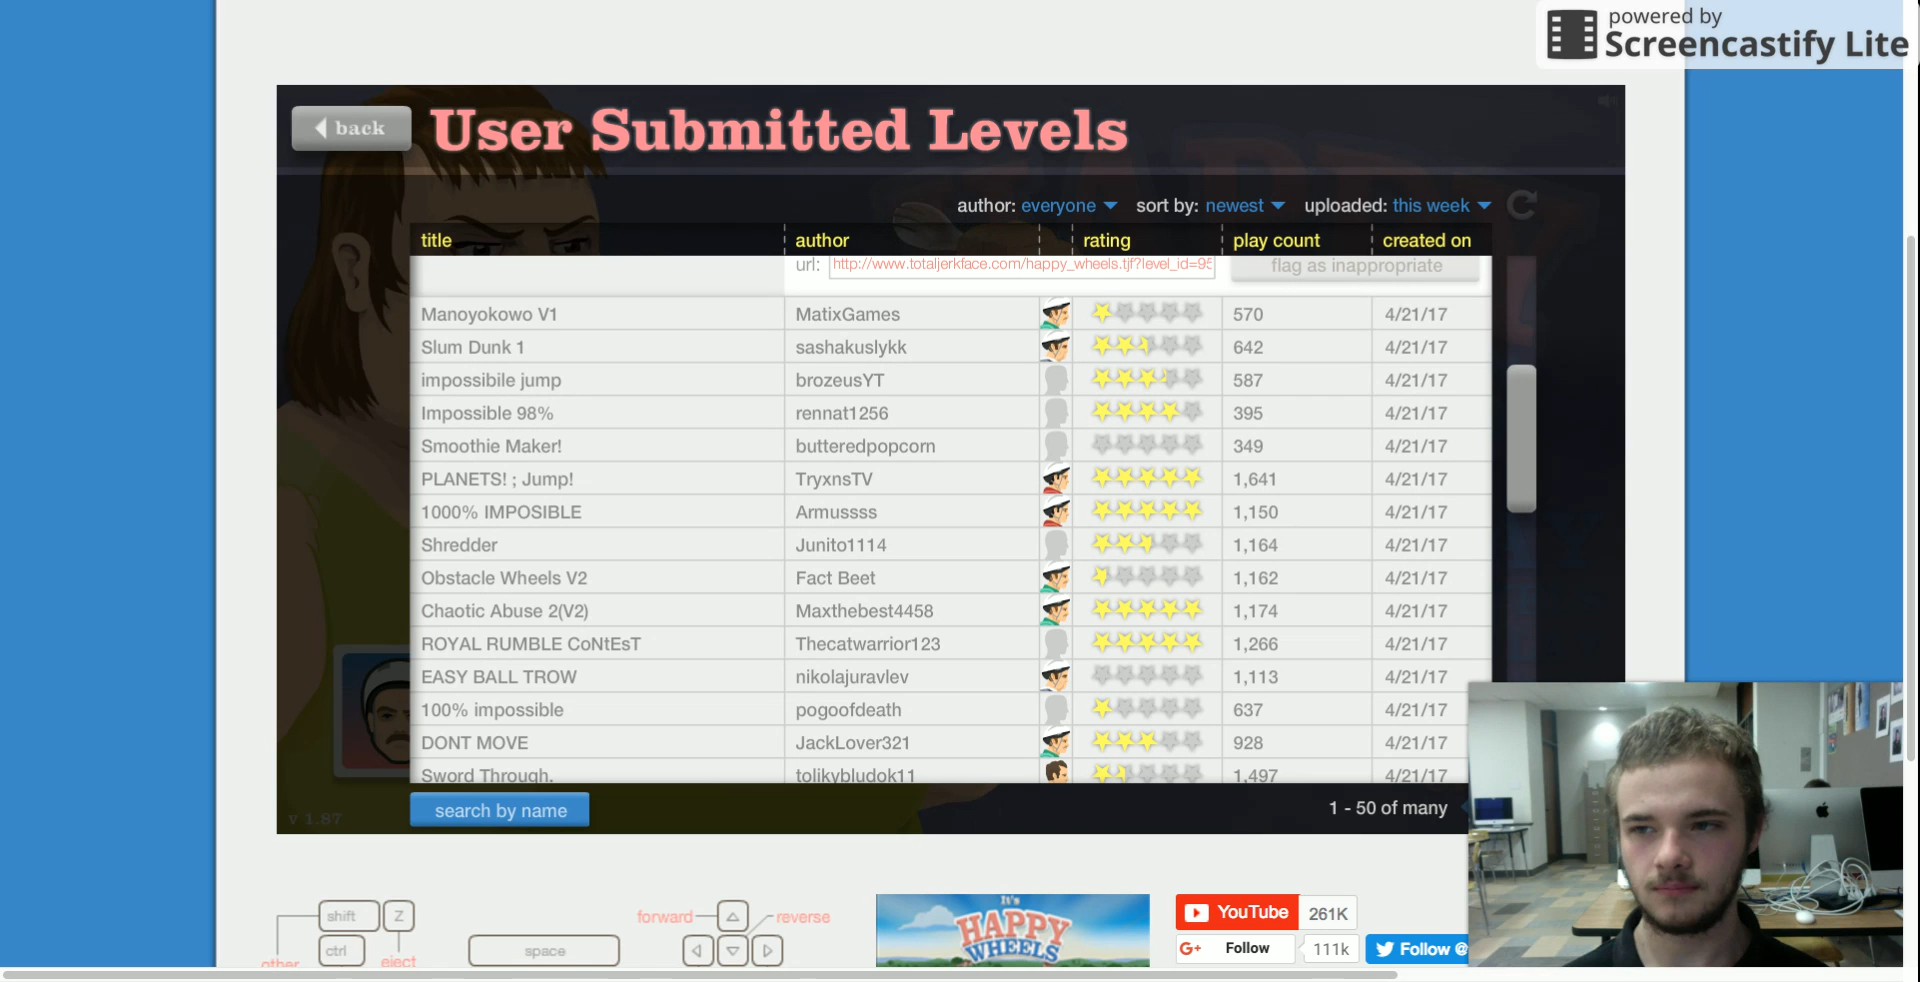 powered by
Screencastify Lite
back
User Submitted Levels
author: everyone sort by: newest uploaded: this week
title author rating play count created on
url: http://www.totaljerkface.com/happy_wheels.tjf?level_id=95 flag as inappropriate
Manoyokowo V1 MatixGames 570 4/21/17
Slum Dunk 1 sashakuslykk 642 4/21/17
impossibile jump brozeusYT 587 4/21/17
Impossible 98% rennat1256 395 4/21/17
Smoothie Maker! butteredpopcorn 349 4/21/17
PLANETS! ; Jump! TryxnsTV 1,641 4/21/17
1000% IMPOSIBLE Armussss 1,150 4/21/17
Shredder Junito1114 1,164 4/21/17
Obstacle Wheels V2 Fact Beet 1,162 4/21/17
Chaotic Abuse 2(V2) Maxthebest4458 1,174 4/21/17
ROYAL RUMBLE CoNtEsT Thecatwarrior123 1,266 4/21/17
EASY BALL TROW nikolajuravlev 1,113 4/21/17
100% impossible pogoofdeath 637 4/21/17
DONT MOVE JackLover321 928 4/21/17
Sword Through. tolikybludok11 1,497 4/21/17
search by name 1 - 50 of many
v 1.87
shift Z forward reverse
ctrl space
other eject
It's
HAPPY
WHEELS
YouTube 261K
G+ Follow 111k Follow @